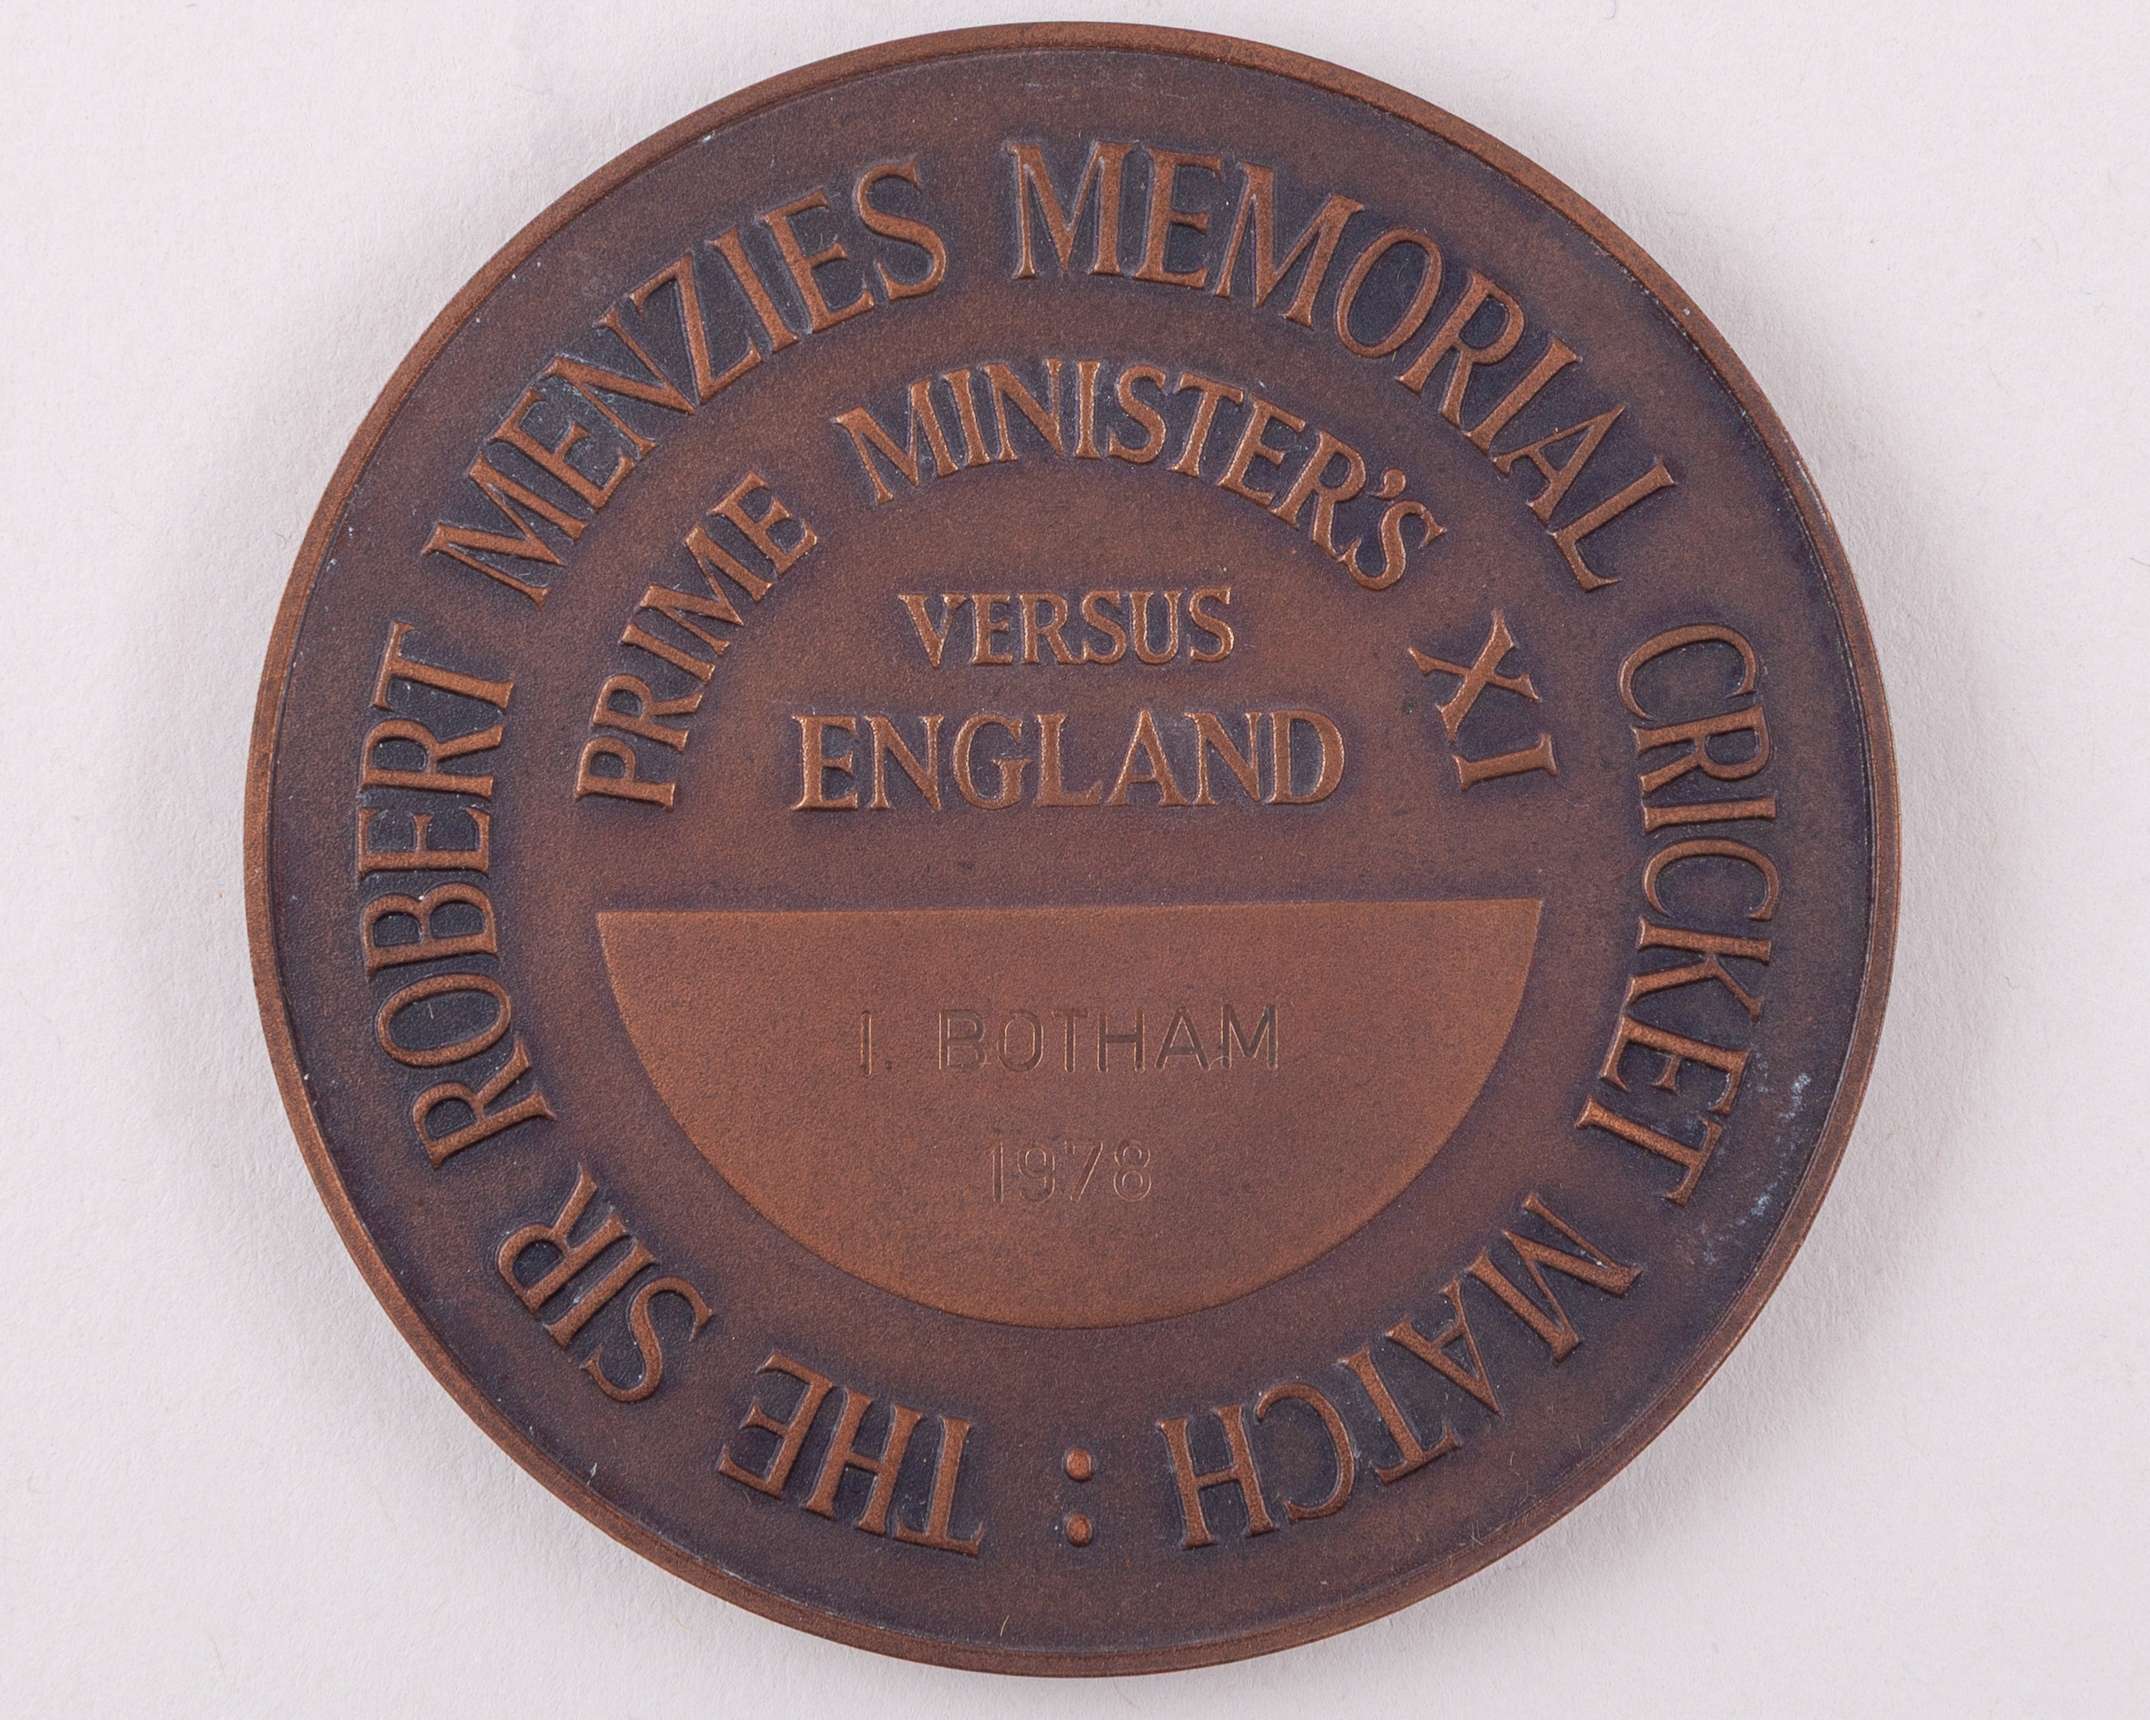 THE SIR ROBERT MENZIES MEMORIAL CRICKET MATCH :
PRIME MINISTER'S XI
VERSUS
ENGLAND
I. BOTHAM
1978